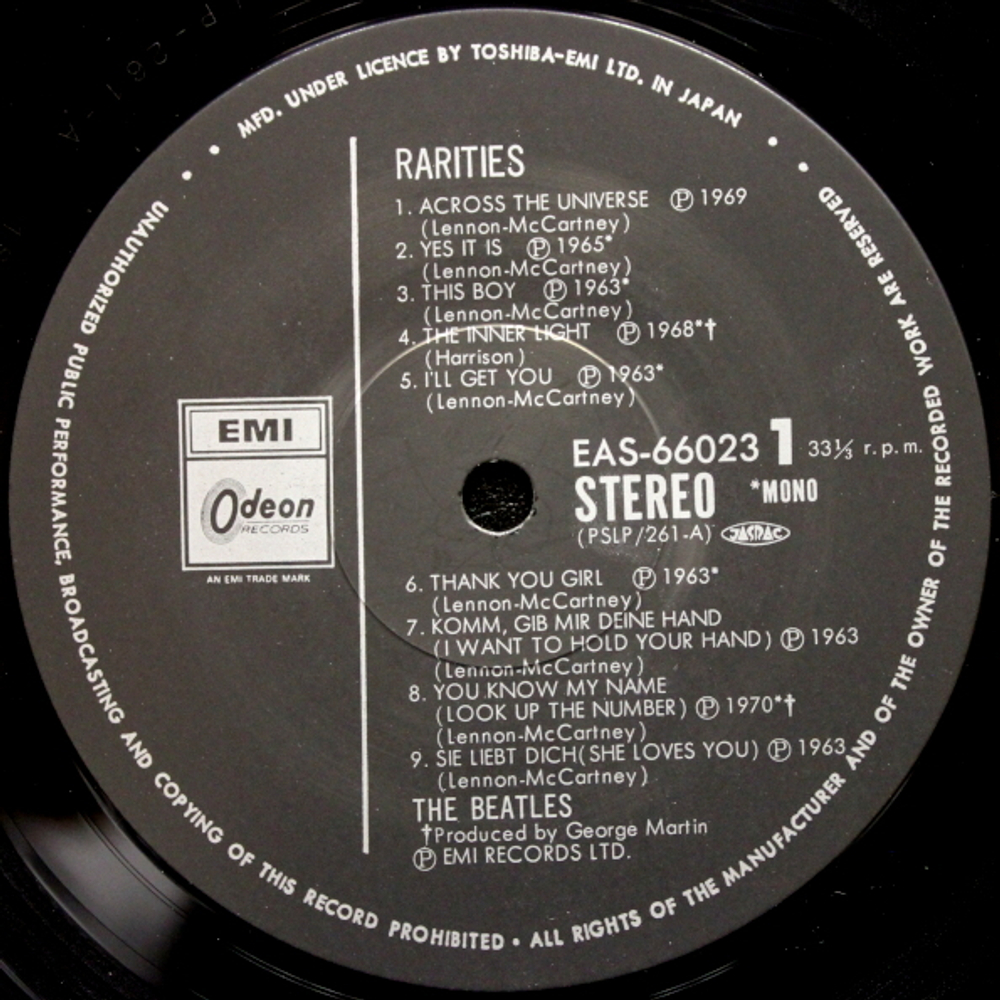 MFD. UNDER LICENCE BY TOSHIBA-EMI LTD. IN JAPAN
RARITIES
1. ACROSS THE UNIVERSE ℗ 1969
(Lennon-McCartney)
2. YES IT IS ℗ 1965*
(Lennon-McCartney)
3. THIS BOY ℗ 1963*
(Lennon-McCartney)
4. THE INNER LIGHT ℗ 1968*†
(Harrison)
5. I'LL GET YOU ℗ 1963*
(Lennon-McCartney)
EMI
Odeon
RECORDS
AN EMI TRADE MARK
EAS-66023 1 33⅓ r.p.m.
STEREO *MONO
(PSLP/261-A) JASRAC
6. THANK YOU GIRL ℗ 1963*
(Lennon-McCartney)
7. KOMM, GIB MIR DEINE HAND
(I WANT TO HOLD YOUR HAND) ℗ 1963
(Lennon-McCartney)
8. YOU KNOW MY NAME
(LOOK UP THE NUMBER) ℗ 1970*†
(Lennon-McCartney)
9. SIE LIEBT DICH(SHE LOVES YOU) ℗ 1963
(Lennon-McCartney)
THE BEATLES
†Produced by George Martin
℗ EMI RECORDS LTD.
UNAUTHORIZED PUBLIC PERFORMANCE, BROADCASTING AND COPYING OF THIS RECORD PROHIBITED • ALL RIGHTS OF THE MANUFACTURER AND OF THE OWNER OF THE RECORDED WORK ARE RESERVED